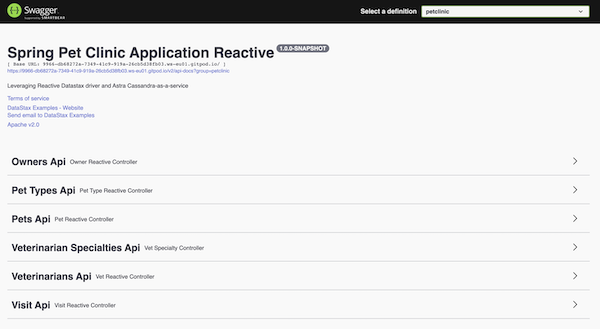 Swagger
Supported by SMARTBEAR
Select a definition
petclinic
Spring Pet Clinic Application Reactive 1.0.0-SNAPSHOT
[ Base URL: 9966-db68272a-7349-41c9-919a-26cb5d38fb03.ws-eu01.gitpod.io/ ]
https://9966-db68272a-7349-41c9-919a-26cb5d38fb03.ws-eu01.gitpod.io/v2/api-docs?group=petclinic
Leveraging Reactive Datastax driver and Astra Cassandra-as-a-service
Terms of service
DataStax Examples - Website
Send email to DataStax Examples
Apache v2.0
Owners Api Owner Reactive Controller
Pet Types Api Pet Type Reactive Controller
Pets Api Pet Reactive Controller
Veterinarian Specialties Api Vet Specialty Controller
Veterinarians Api Vet Reactive Controller
Visit Api Visit Reactive Controller